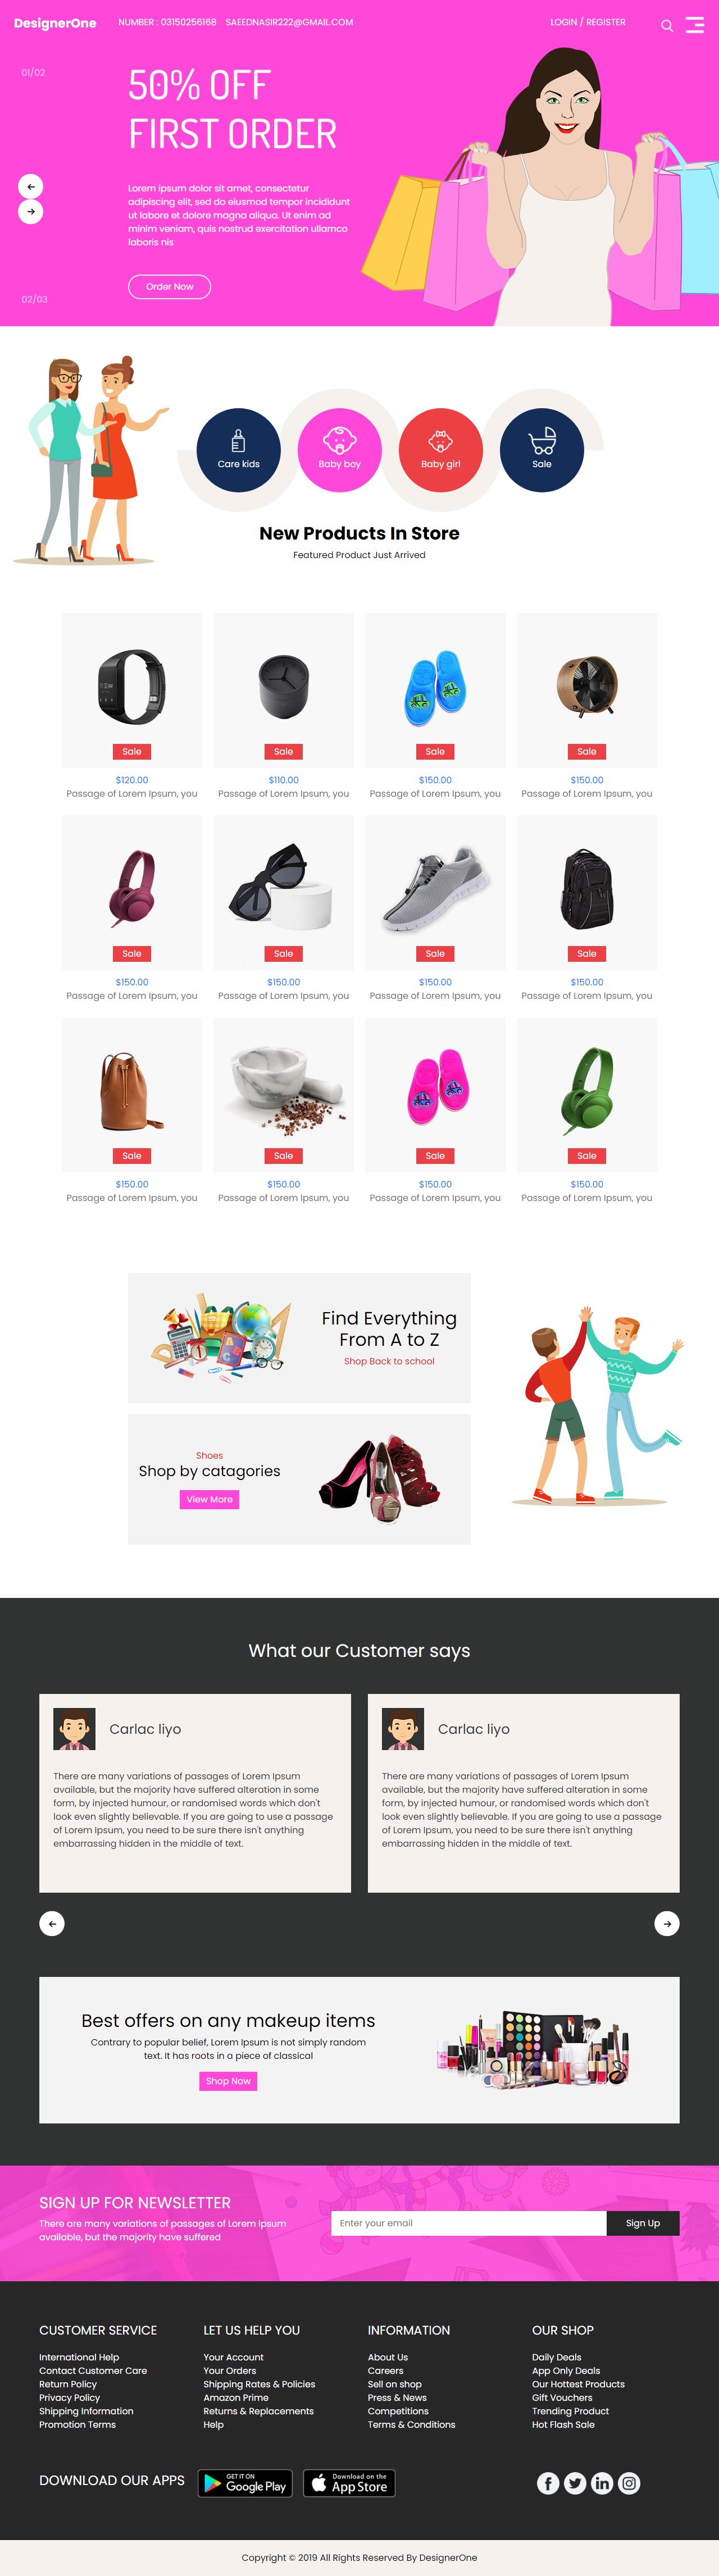 DesignerOne
NUMBER : 03150256168 SAEEDNASIR222@GMAIL.COM
LOGIN / REGISTER
01/02
50% OFF
FIRST ORDER
Lorem ipsum dolor sit amet, consectetur
adipiscing elit, sed do eiusmod tempor incididunt
ut labore et dolore magna aliqua. Ut enim ad
minim veniam, quis nostrud exercitation ullamco
laboris nis
Order Now
02/03
Care kids
Baby boy
Baby girl
Sale
New Products In Store
Featured Product Just Arrived
Sale
Sale
Sale
Sale
$120.00
$110.00
$150.00
$150.00
Passage of Lorem Ipsum, you
Passage of Lorem Ipsum, you
Passage of Lorem Ipsum, you
Passage of Lorem Ipsum, you
Sale
Sale
Sale
Sale
$150.00
$150.00
$150.00
$150.00
Passage of Lorem Ipsum, you
Passage of Lorem Ipsum, you
Passage of Lorem Ipsum, you
Passage of Lorem Ipsum, you
Sale
Sale
Sale
Sale
$150.00
$150.00
$150.00
$150.00
Passage of Lorem Ipsum, you
Passage of Lorem Ipsum, you
Passage of Lorem Ipsum, you
Passage of Lorem Ipsum, you
Find Everything
From A to Z
Shop Back to school
Shoes
Shop by catagories
View More
What our Customer says
Carlac liyo
There are many variations of passages of Lorem Ipsum
available, but the majority have suffered alteration in some
form, by injected humour, or randomised words which don't
look even slightly believable. If you are going to use a passage
of Lorem Ipsum, you need to be sure there isn't anything
embarrassing hidden in the middle of text.
Carlac liyo
There are many variations of passages of Lorem Ipsum
available, but the majority have suffered alteration in some
form, by injected humour, or randomised words which don't
look even slightly believable. If you are going to use a passage
of Lorem Ipsum, you need to be sure there isn't anything
embarrassing hidden in the middle of text.
Best offers on any makeup items
Contrary to popular belief, Lorem Ipsum is not simply random
text. It has roots in a piece of classical
Shop Now
SIGN UP FOR NEWSLETTER
There are many variations of passages of Lorem Ipsum
available, but the mojority have suffered
Enter your email
Sign Up
CUSTOMER SERVICE
International Help
Contact Customer Care
Return Policy
Privacy Policy
Shipping Information
Promotion Terms
LET US HELP YOU
Your Account
Your Orders
Shipping Rates & Policies
Amazon Prime
Returns & Replacements
Help
INFORMATION
About Us
Careers
Sell on shop
Press & News
Competitions
Terms & Conditions
OUR SHOP
Daily Deals
App Only Deals
Our Hottest Products
Gift Vouchers
Trending Product
Hot Flash Sale
DOWNLOAD OUR APPS
GET IT ON
Google Play
Download on the
App Store
Copyright © 2019 All Rights Reserved By DesignerOne